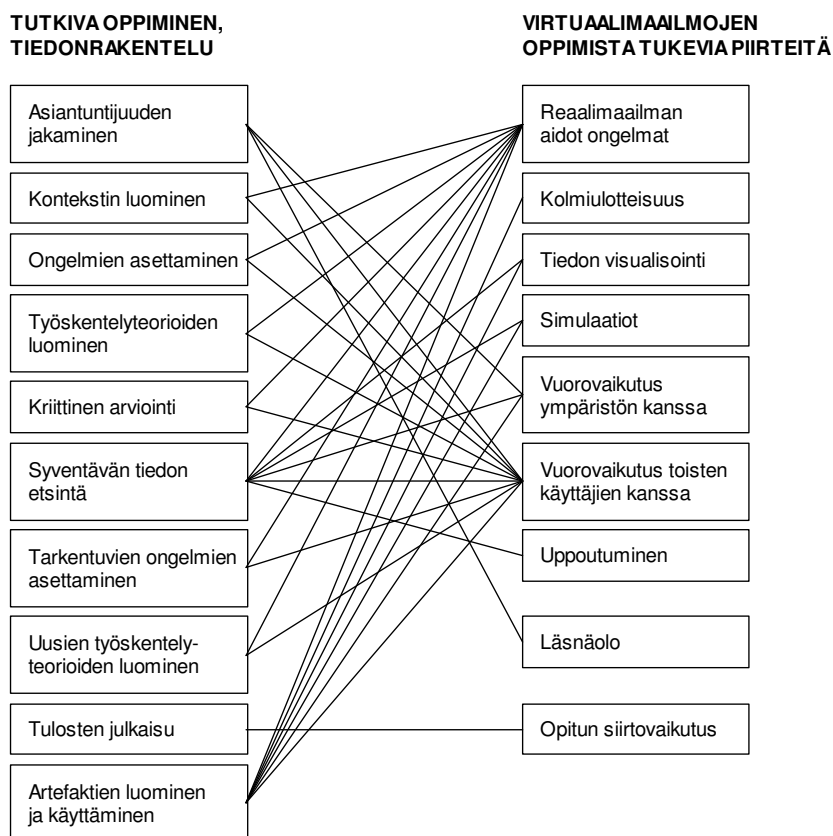 TUTKIVA OPPIMINEN,
TIEDONRAKENTELU
Asiantuntijuuden
jakaminen
Kontekstin luominen
Ongelmien asettaminen
Työskentelyteorioiden
luominen
Kriittinen arviointi
Syventävän tiedon
etsintä
Tarkentuvien ongelmien
asettaminen
Uusien työskentely-
teorioiden luominen
Tulosten julkaisu
Artefaktien luominen
ja käyttäminen
VIRTUAALIMAAILMOJEN
OPPIMISTA TUKEVIA PIIRTEITÄ
Reaalimaailman
aidot ongelmat
Kolmiulotteisuus
Tiedon visualisointi
Simulaatiot
Vuorovaikutus
ympäristön kanssa
Vuorovaikutus toisten
käyttäjien kanssa
Uppoutuminen
Läsnäolo
Opitun siirtovaikutus